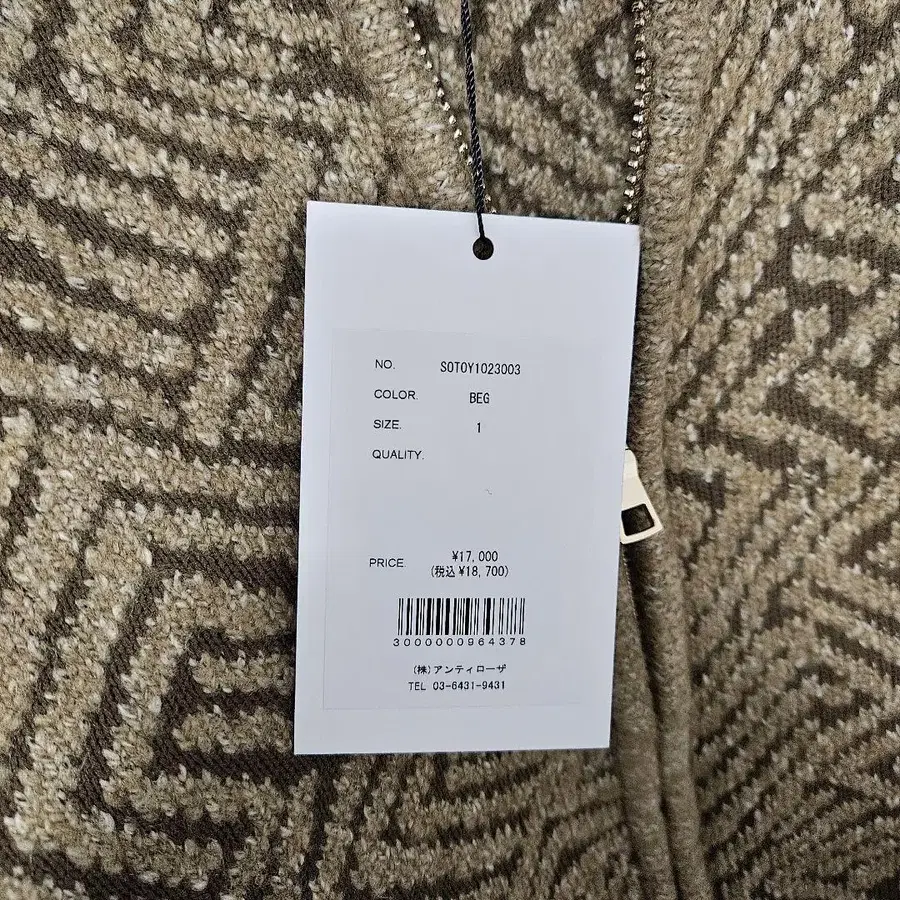 NO. SOTOY1023003
COLOR. BEG
SIZE. 1
QUALITY.
PRICE. ¥17,000
(税込¥18,700)
3000000964378
(株)アンティローザ
TEL 03-6431-9431